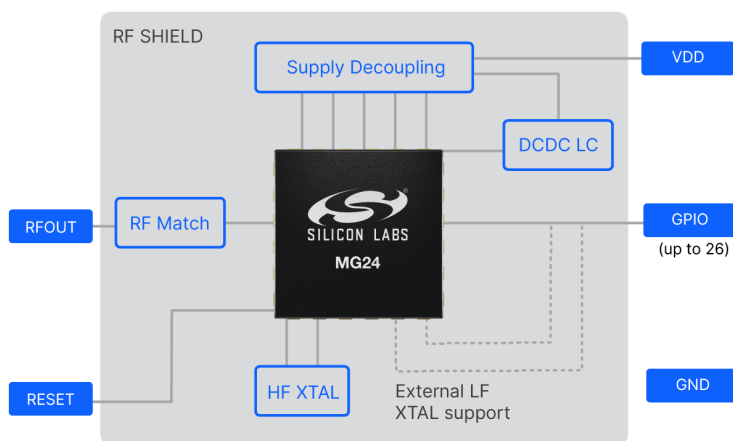 RF SHIELD
Supply Decoupling
VDD
DCDC LC
SILICON LABS
MG24
RFOUT
RF Match
GPIO
(up to 26)
RESET
HF XTAL
External LF
XTAL support
GND